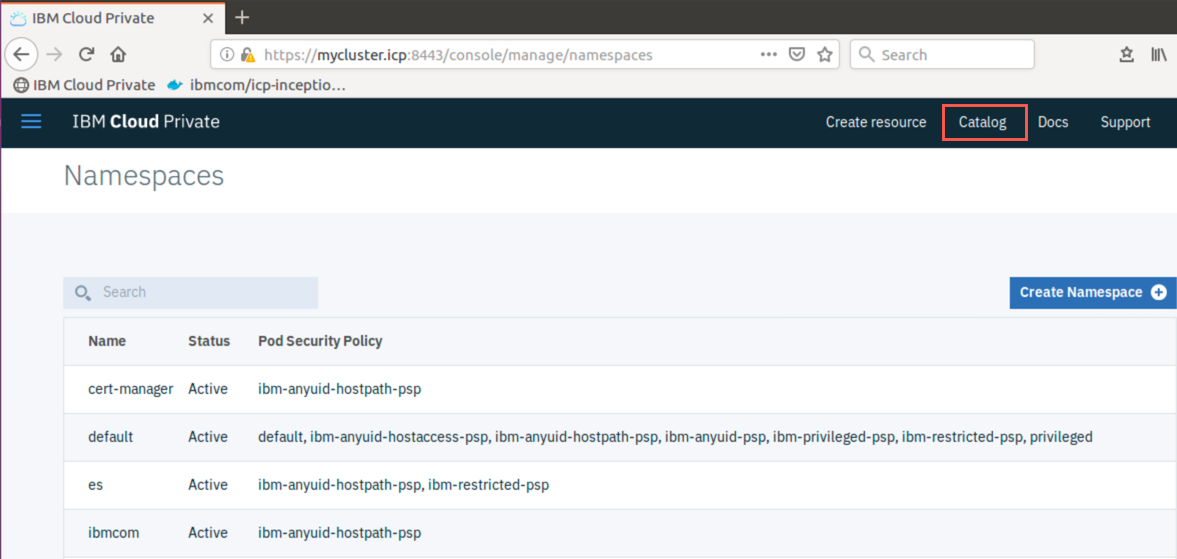 IBM Cloud Private
https://mycluster.icp:8443/console/manage/namespaces
Search
IBM Cloud Private
ibmcom/icp-inceptio…
IBM Cloud Private
Create resource
Catalog
Docs
Support
Namespaces
Search
Create Namespace
Name Status Pod Security Policy
cert-manager Active ibm-anyuid-hostpath-psp
default Active default, ibm-anyuid-hostaccess-psp, ibm-anyuid-hostpath-psp, ibm-anyuid-psp, ibm-privileged-psp, ibm-restricted-psp, privileged
es Active ibm-anyuid-hostpath-psp, ibm-restricted-psp
ibmcom Active ibm-anyuid-hostpath-psp